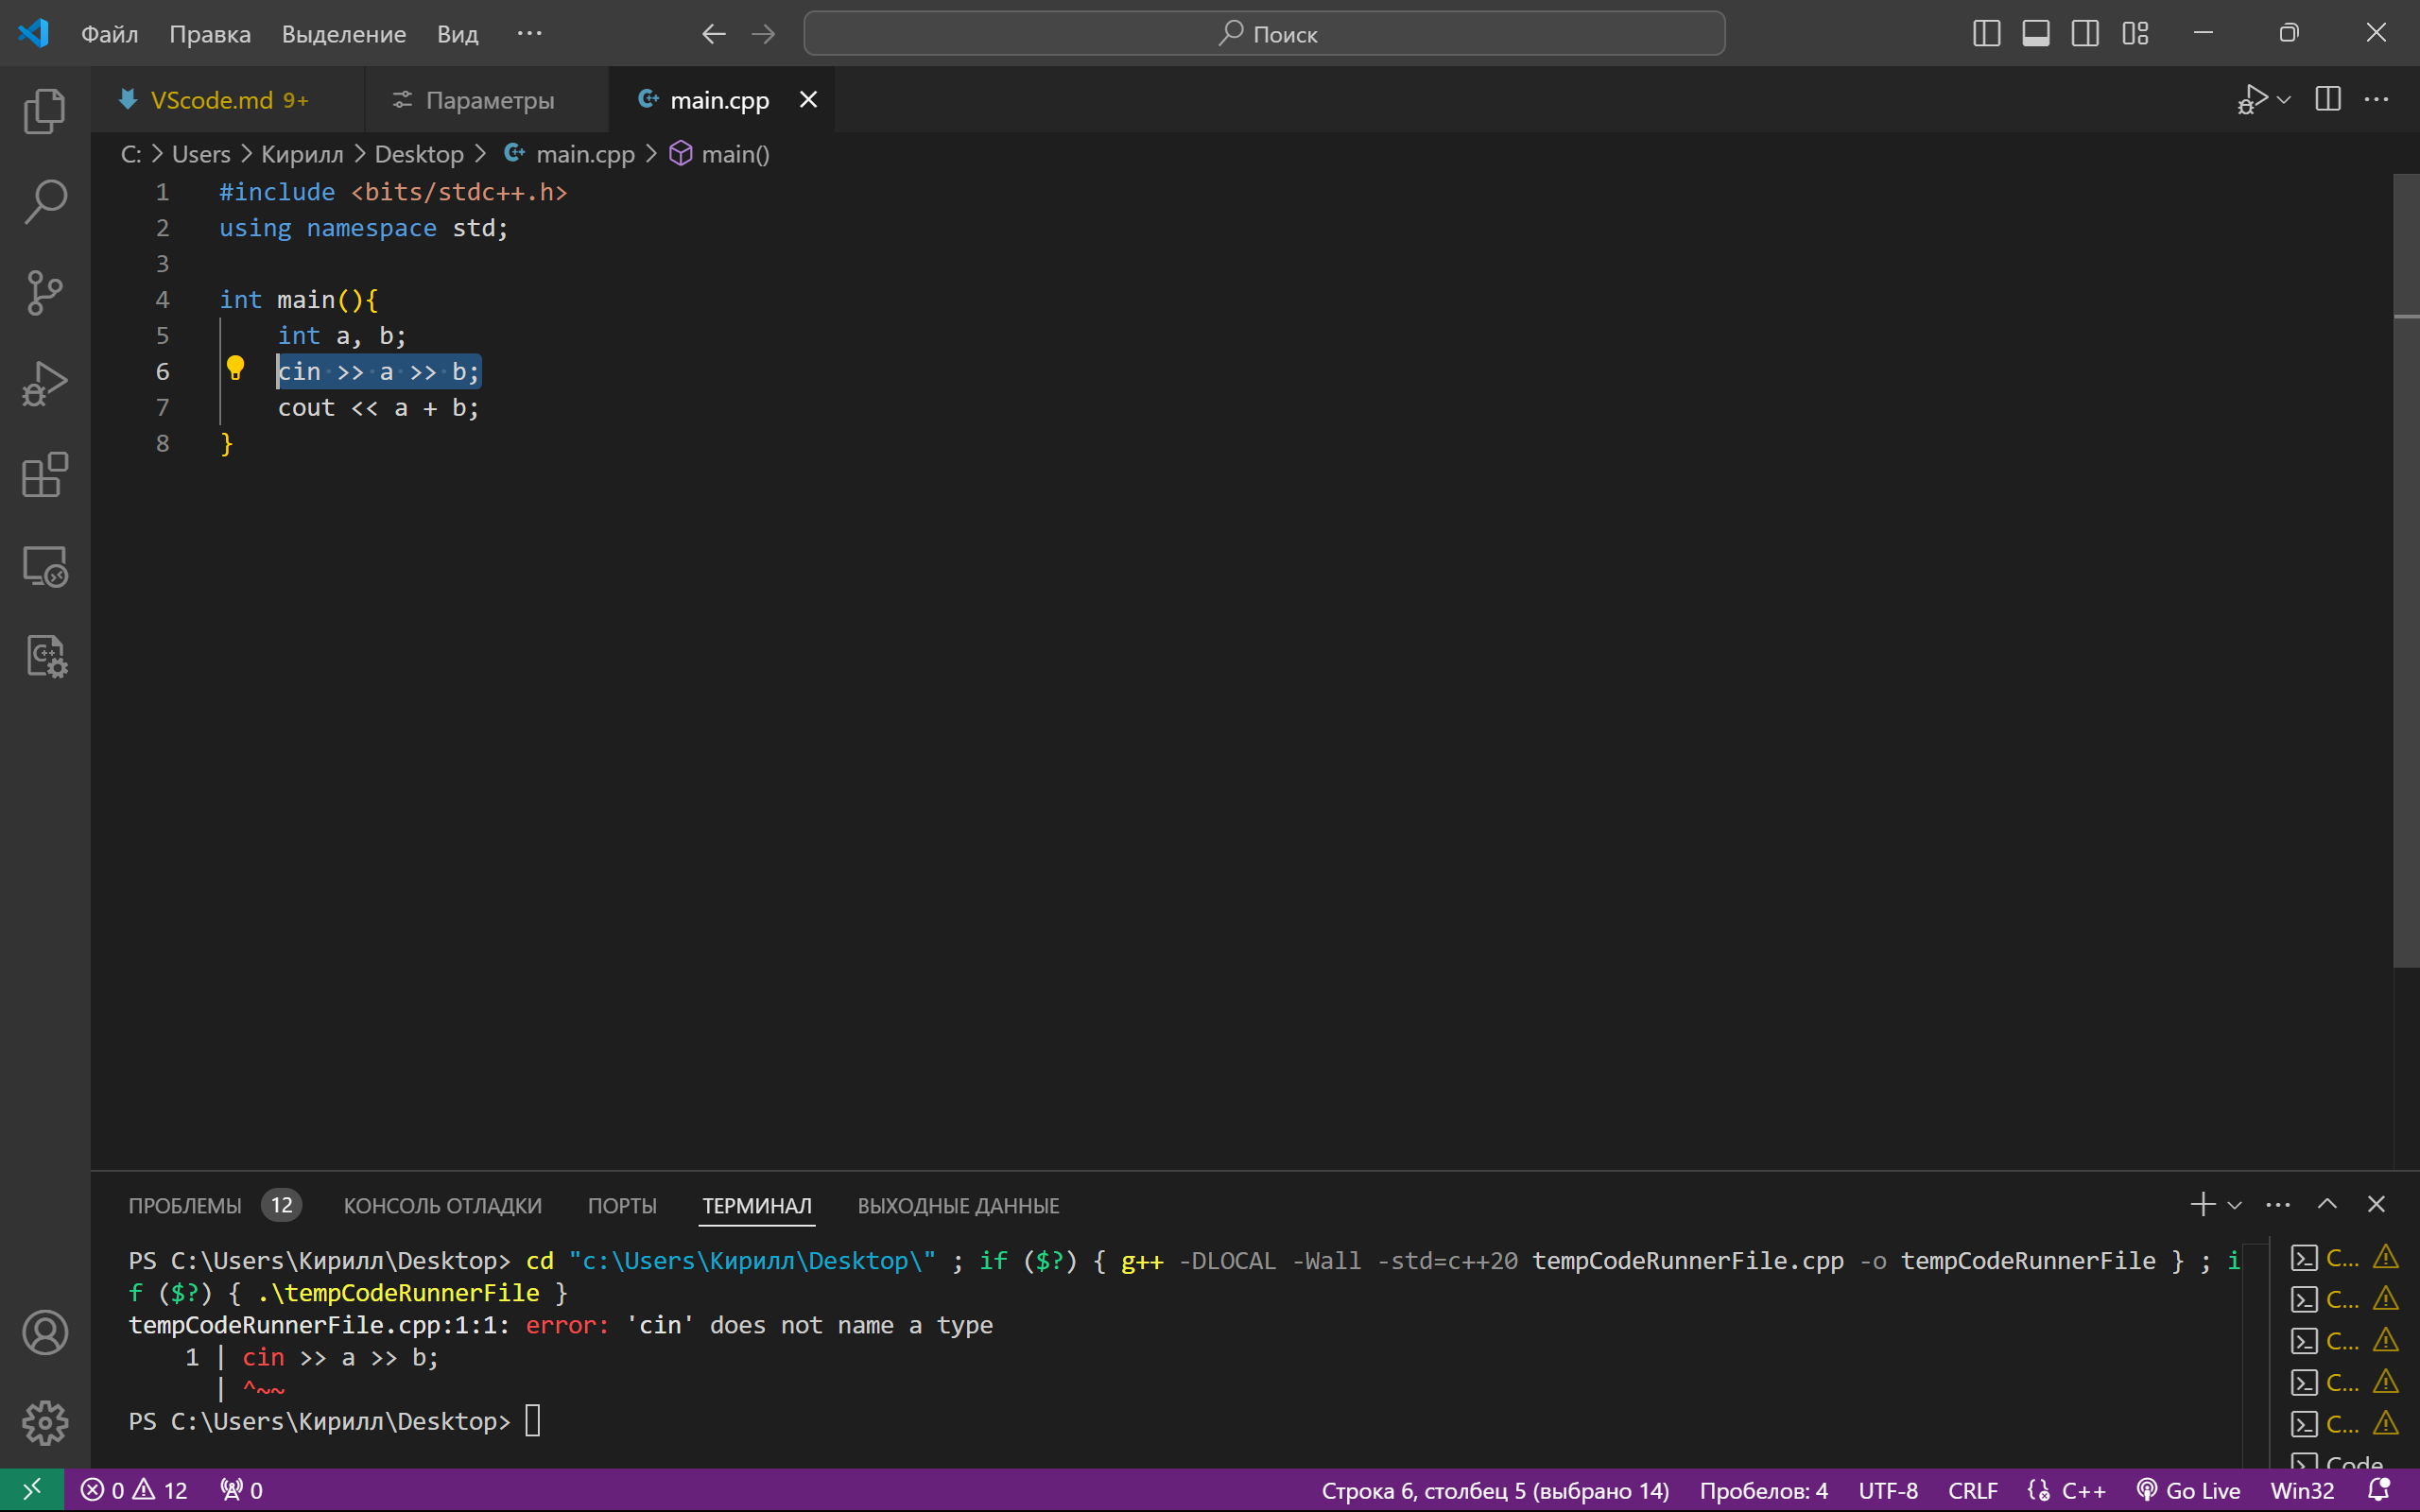 Файл Правка Выделение Вид ··· Поиск
VScode.md 9+ Параметры main.cpp
C: > Users > Кирилл > Desktop > main.cpp > main()
1 #include <bits/stdc++.h>
2 using namespace std;
3
4 int main(){
5 int a, b;
6 cin >> a >> b;
7 cout << a + b;
8 }
ПРОБЛЕМЫ 12 КОНСОЛЬ ОТЛАДКИ ПОРТЫ ТЕРМИНАЛ ВЫХОДНЫЕ ДАННЫЕ
PS C:\Users\Кирилл\Desktop> cd "c:\Users\Кирилл\Desktop\" ; if ($?) { g++ -DLOCAL -Wall -std=c++20 tempCodeRunnerFile.cpp -o tempCodeRunnerFile } ; i
f ($?) { .\tempCodeRunnerFile }
tempCodeRunnerFile.cpp:1:1: error: 'cin' does not name a type
1 | cin >> a >> b;
| ^~~
PS C:\Users\Кирилл\Desktop>
C...
C...
C...
C...
C...
Code
0 12 0 Строка 6, столбец 5 (выбрано 14) Пробелов: 4 UTF-8 CRLF C++ Go Live Win32